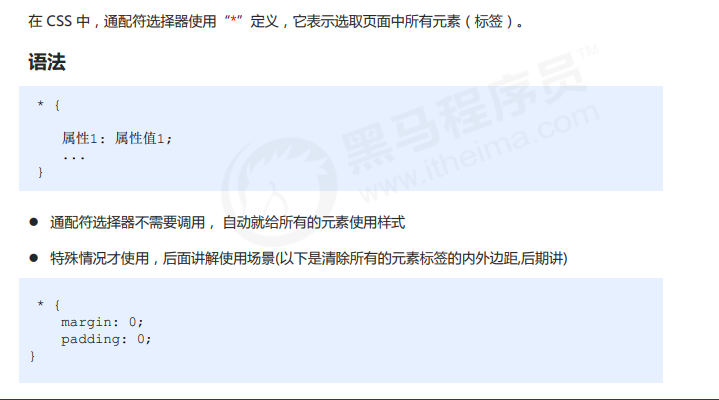 在 CSS 中，通配符选择器使用“*”定义，它表示选取页面中所有元素（标签）。
语法
* {
属性1: 属性值1;
...
}
黑马程序员™
www.itheima.com
● 通配符选择器不需要调用， 自动就给所有的元素使用样式
● 特殊情况才使用，后面讲解使用场景(以下是清除所有的元素标签的内外边距,后期讲)
* {
margin: 0;
padding: 0;
}